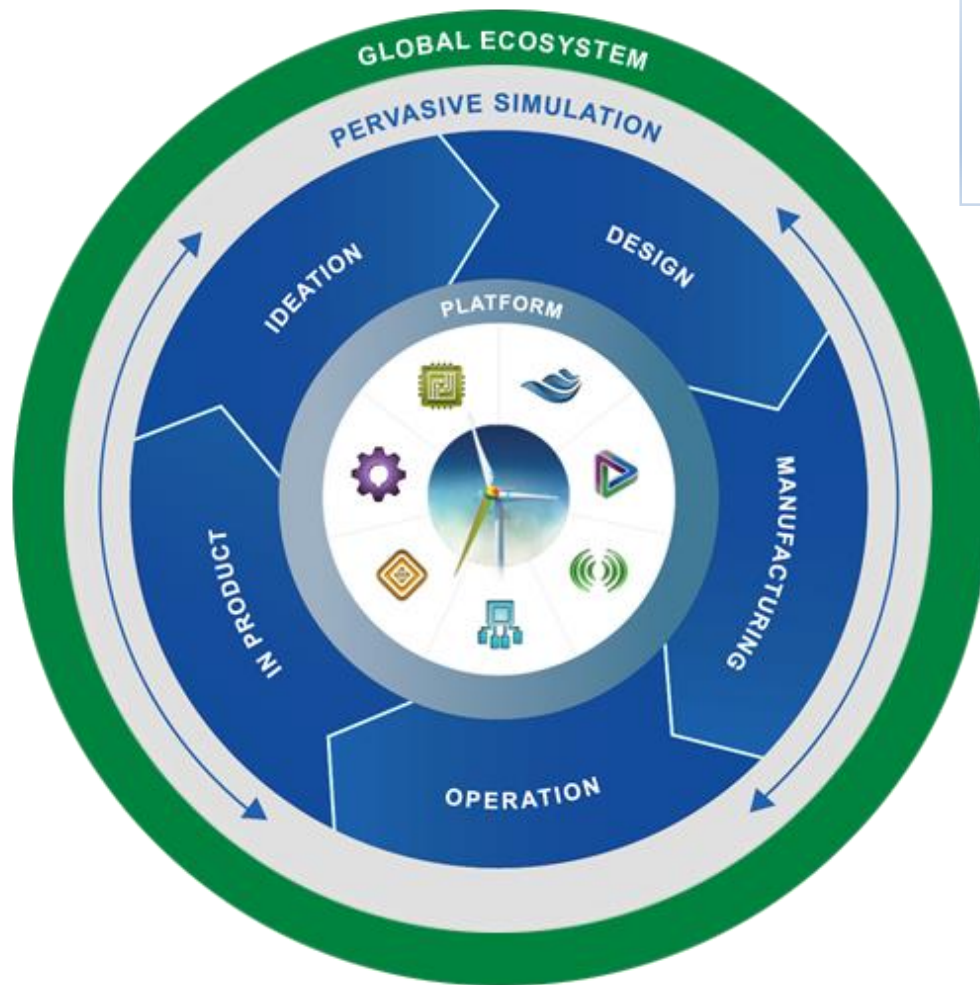 GLOBAL ECOSYSTEM
PERVASIVE SIMULATION
IDEATION
DESIGN
PLATFORM
MANUFACTURING
IN PRODUCT
OPERATION